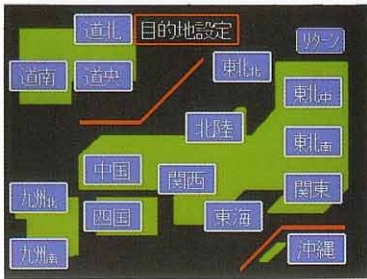 道北
目的地設定
リターン
道南
道央
東北北
東北中
北陸
東北南
中国
関西
関東
九州北
四国
東海
九州南
沖縄